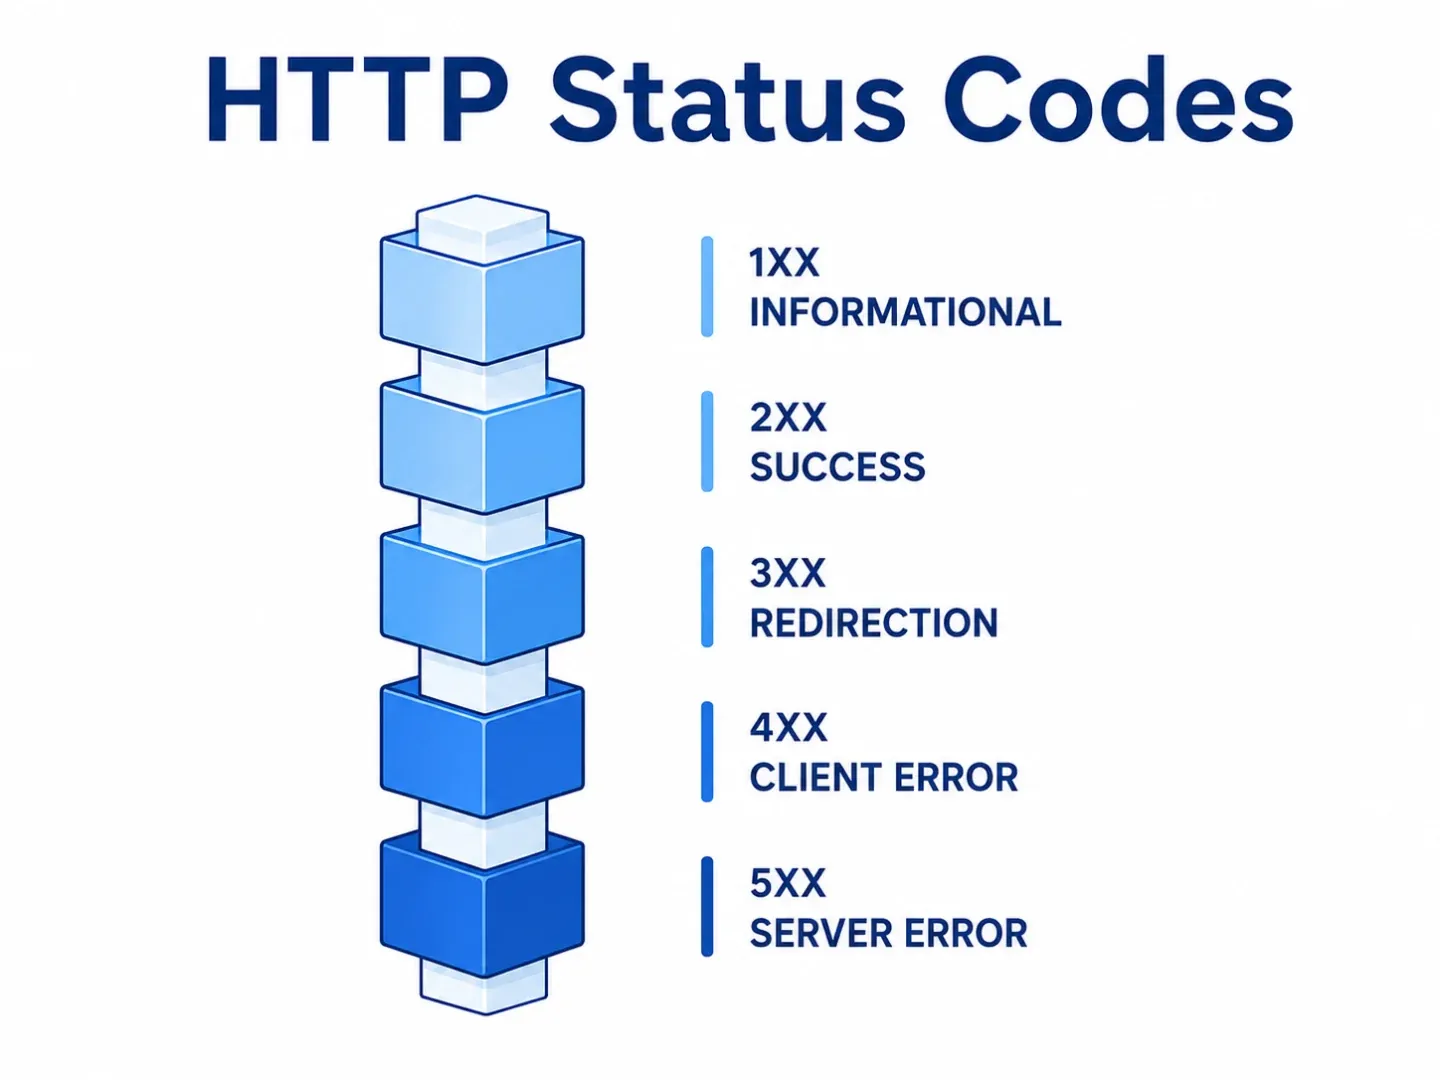 HTTP Status Codes
1XX
INFORMATIONAL
2XX
SUCCESS
3XX
REDIRECTION
4XX
CLIENT ERROR
5XX
SERVER ERROR